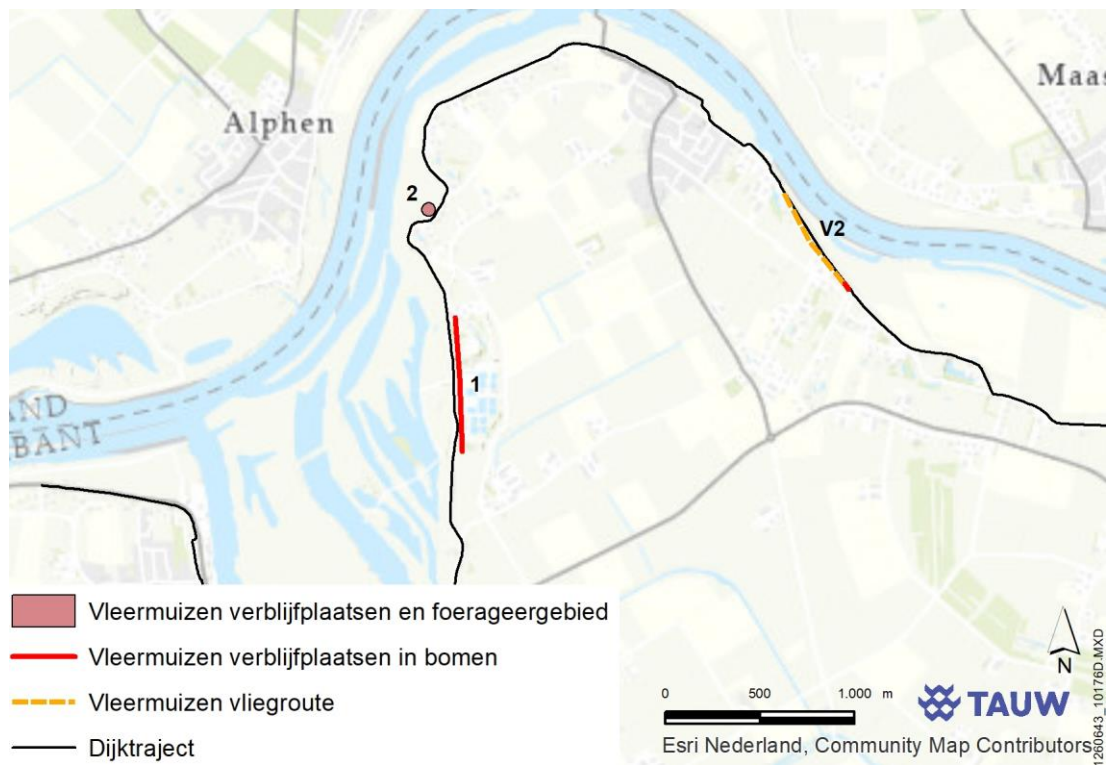 Alphen
Maas
2
V2
1
AND
BANT
Vleermuizen verblijfplaatsen en foerageergebied
Vleermuizen verblijfplaatsen in bomen
Vleermuizen vliegroute
Dijktraject
N
0 500 1.000 m
TAUW
Esri Nederland, Community Map Contributors
1260643_10176D.MXD